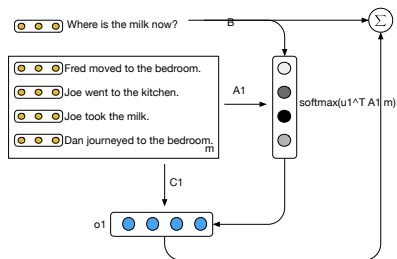 Where is the milk now?
B
Σ
Fred moved to the bedroom.
Joe went to the kitchen.
Joe took the milk.
Dan journeyed to the bedroom.
m
A1
softmax(u1^T A1 m)
C1
o1